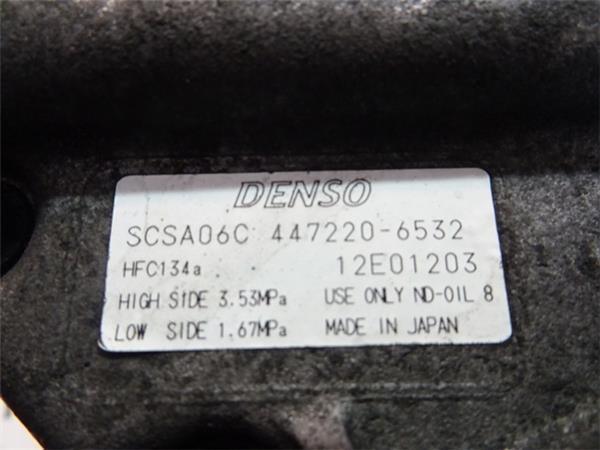 DENSO
SCSA06C 447220-6532
HFC134a 12E01203
HIGH SIDE 3.53MPa USE ONLY ND-OIL 8
LOW SIDE 1.67MPa MADE IN JAPAN